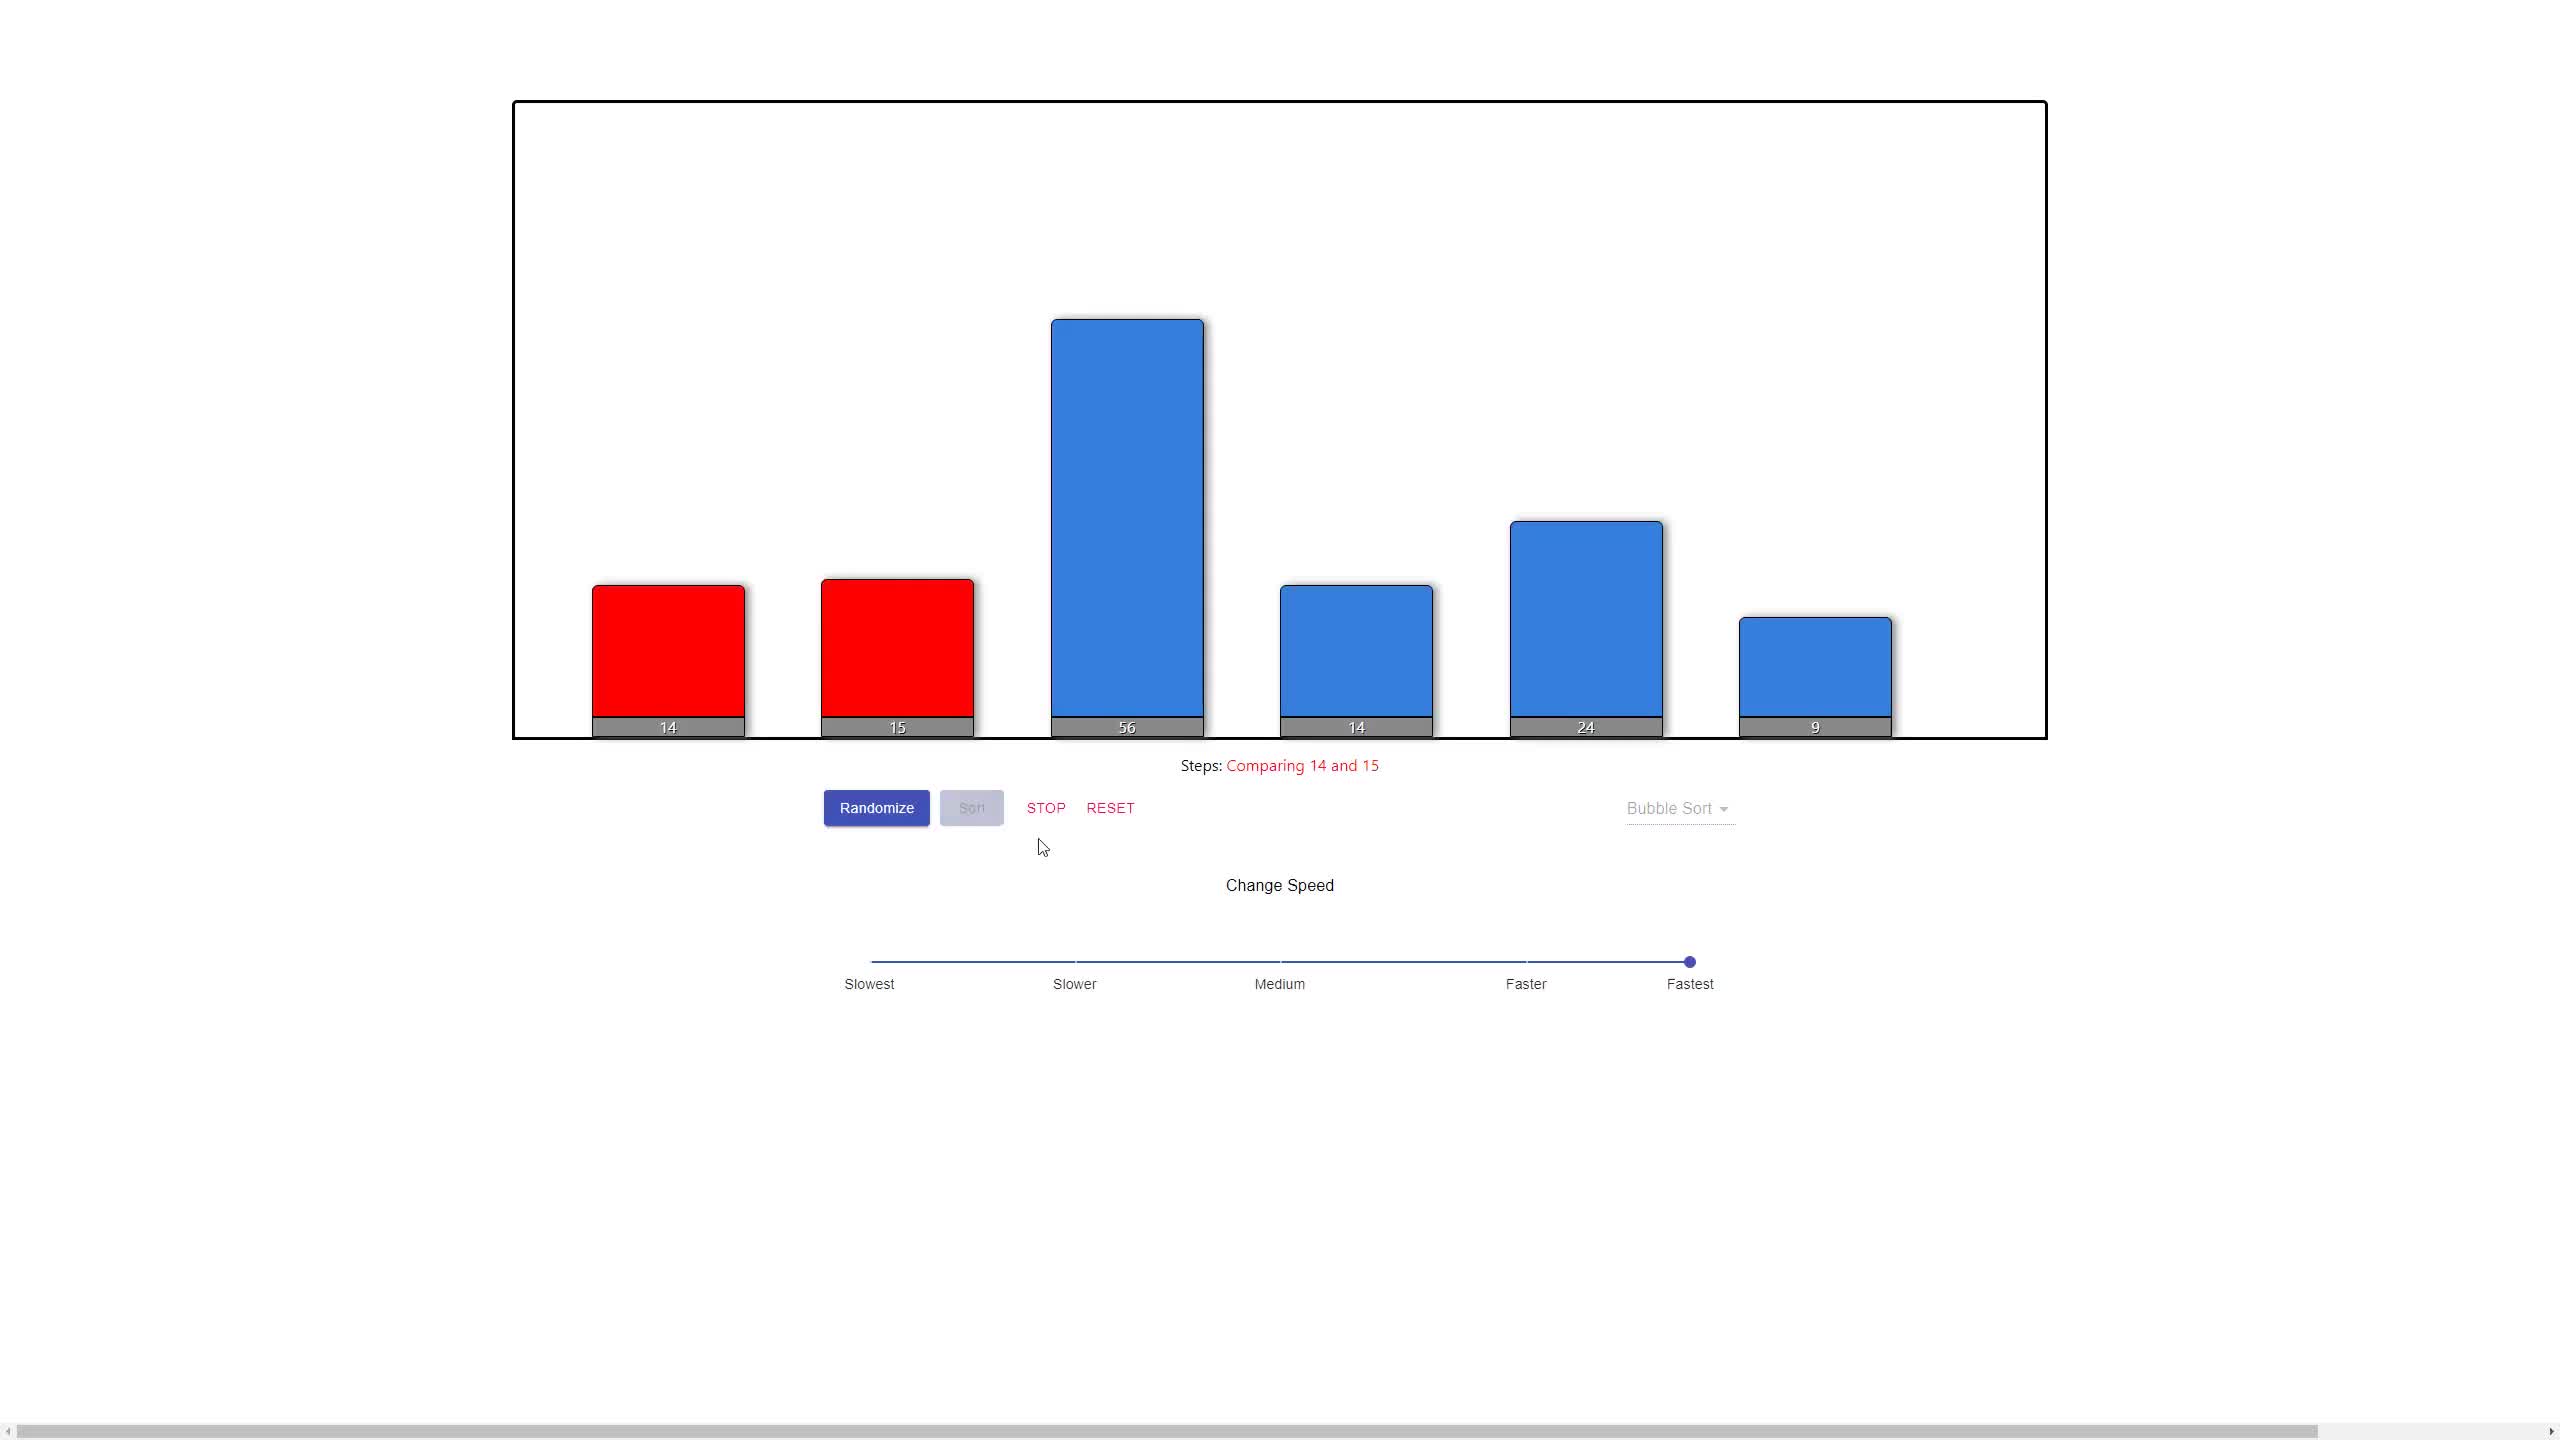 14 15 56 14 24 9
Steps: Comparing 14 and 15
Randomize Sort STOP RESET Bubble Sort
Change Speed
Slowest Slower Medium Faster Fastest